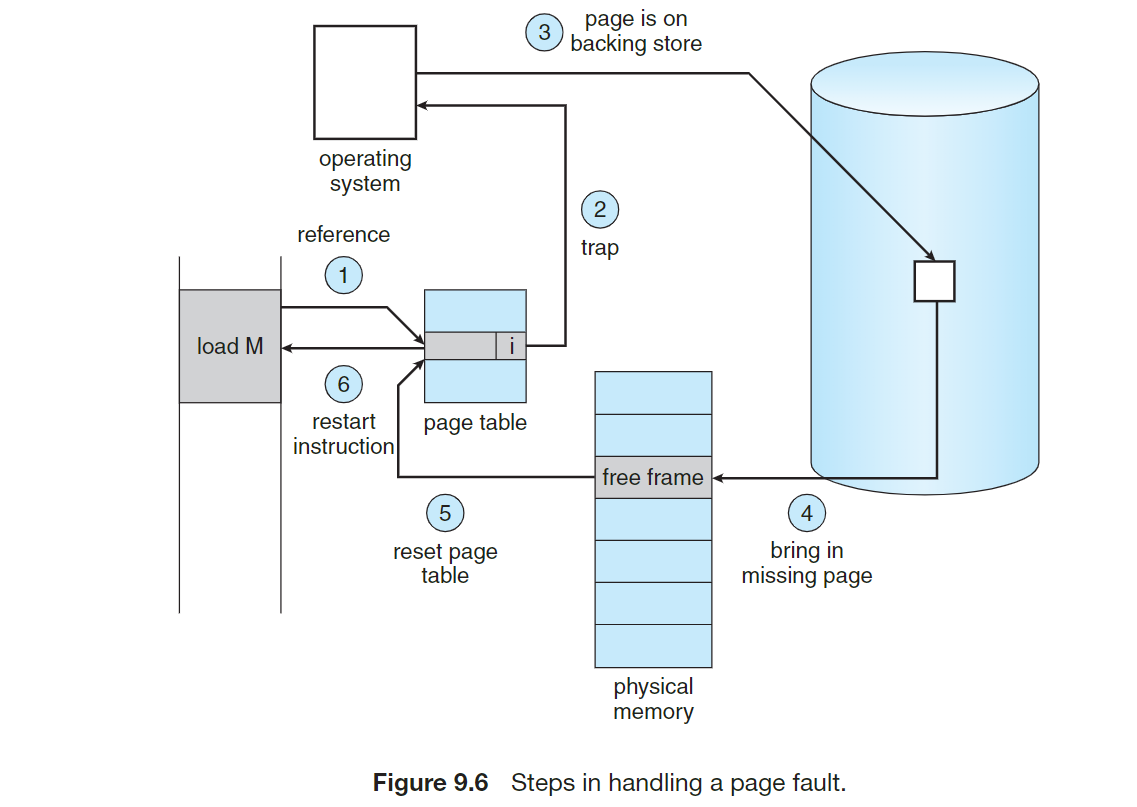 3
page is on
backing store
operating
system
2
trap
reference
1
load M
i
6
restart
instruction
page table
free frame
5
reset page
table
4
bring in
missing page
physical
memory
Figure 9.6 Steps in handling a page fault.